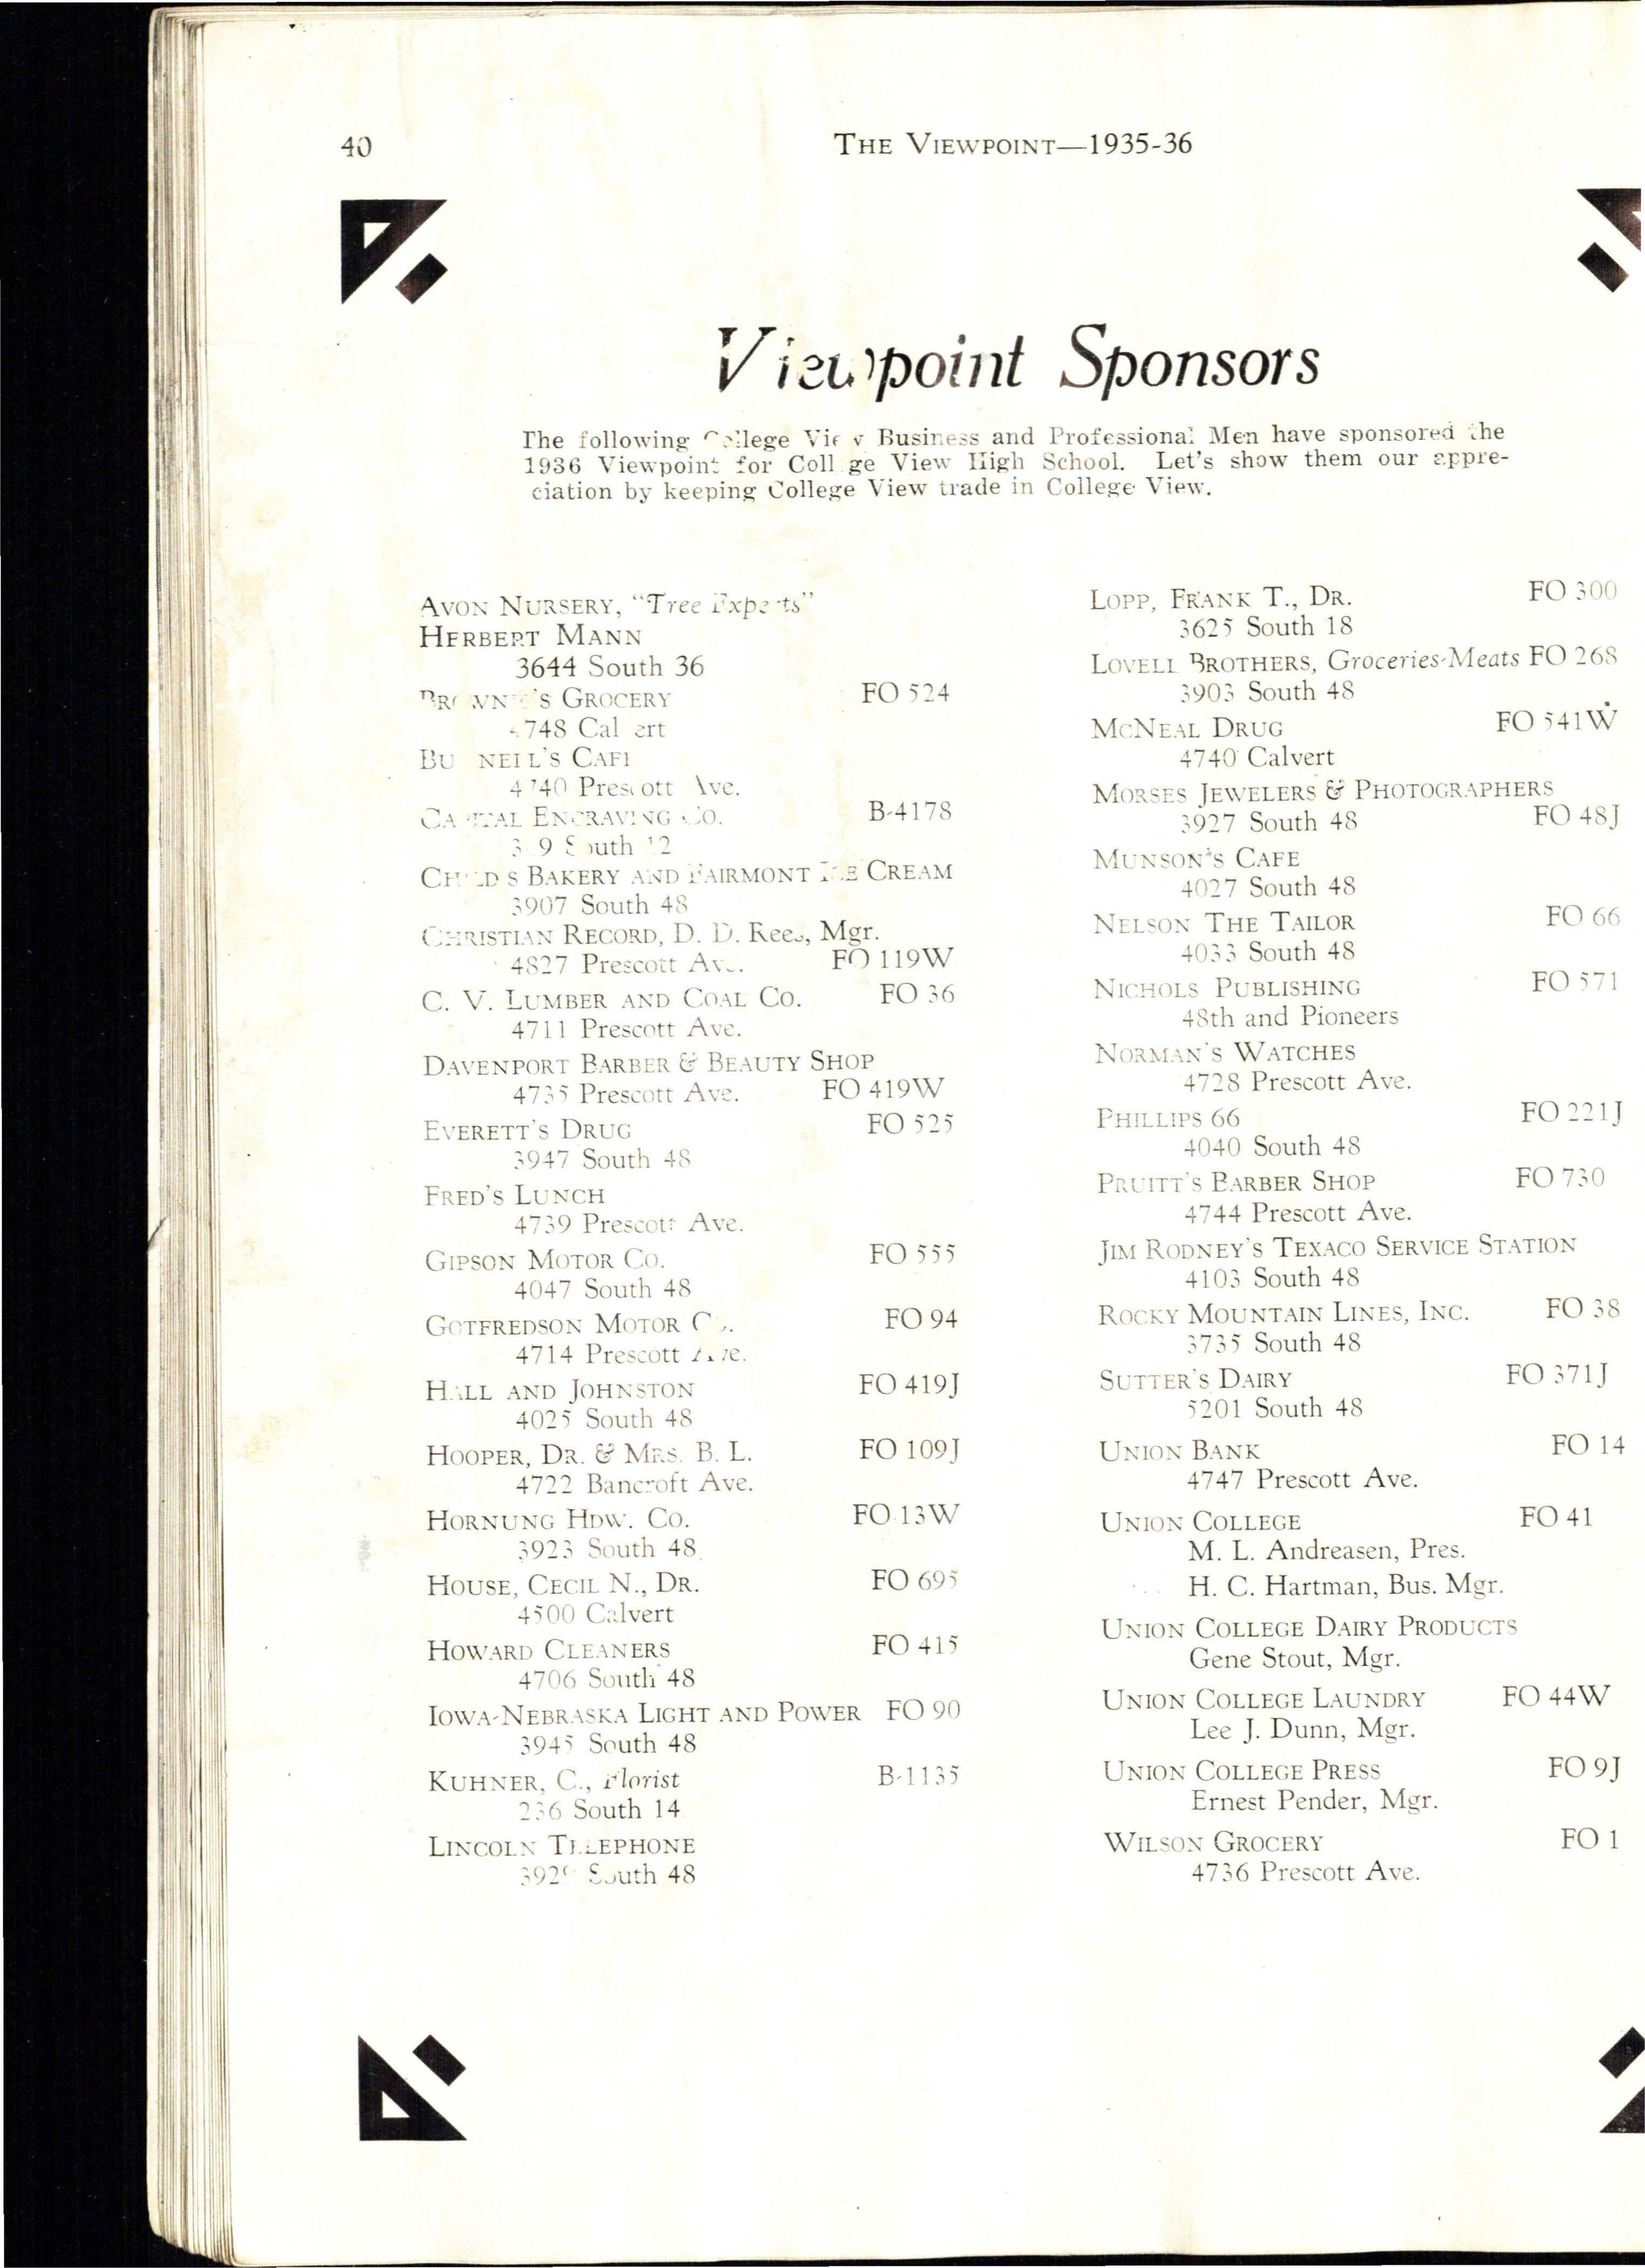 40
THE VIEWPOINT—1935-36
Viewpoint Sponsors
The following College View Business and Professional Men have sponsored the
1936 Viewpoint for College View High School. Let's show them our appre-
ciation by keeping College View trade in College View.
AVON NURSERY, "Tree Experts"
HERBERT MANN
3644 South 36
GROCERY FO 524
CAFE
4740 Prescott Ave.
CAPITAL ENGRAVING CO. B-4178
South 12
CHILD'S BAKERY AND FAIRMONT ICE CREAM
3907 South 48
CHRISTIAN RECORD, D. D. Rees, Mgr.
4827 Prescott Ave. FO 119W
C. V. LUMBER AND COAL CO. FO 36
4711 Prescott Ave.
DAVENPORT BARBER & BEAUTY SHOP
4735 Prescott Ave. FO 419W
EVERETT'S DRUG FO 525
3947 South 48
FRED'S LUNCH
4739 Prescott Ave.
GIPSON MOTOR CO. FO 555
4047 South 48
GOTFREDSON MOTOR CO. FO 94
4714 Prescott Ave.
HALL AND JOHNSTON FO 419J
4025 South 48
HOOPER, DR. & MRS. B. L. FO 109J
4722 Bancroft Ave.
HORNUNG HDW. CO. FO 13W
3923 South 48
HOUSE, CECIL N., DR. FO 695
4500 Calvert
HOWARD CLEANERS FO 415
4706 South 48
IOWA-NEBRASKA LIGHT AND POWER FO 90
3945 South 48
KUHNER, C., Florist B-1135
236 South 14
LINCOLN TELEPHONE
South 48
LOPP, FRANK T., DR. FO 300
3625 South 18
LOVELL BROTHERS, Groceries-Meats FO 268
3903 South 48
MCNEAL DRUG FO 541W
4740 Calvert
MORSES JEWELERS & PHOTOGRAPHERS
3927 South 48 FO 48J
MUNSON'S CAFE
4027 South 48
NELSON THE TAILOR FO 66
4033 South 48
NICHOLS PUBLISHING FO 571
48th and Pioneers
NORMAN'S WATCHES
4728 Prescott Ave.
PHILLIPS 66 FO 221J
4040 South 48
PRUITT'S BARBER SHOP FO 730
4744 Prescott Ave.
JIM RODNEY'S TEXACO SERVICE STATION
4103 South 48
ROCKY MOUNTAIN LINES, INC. FO 38
3735 South 48
SUTTER'S DAIRY FO 371J
5201 South 48
UNION BANK FO 14
4747 Prescott Ave.
UNION COLLEGE FO 41
M. L. Andreasen, Pres.
H. C. Hartman, Bus. Mgr.
UNION COLLEGE DAIRY PRODUCTS
Gene Stout, Mgr.
UNION COLLEGE LAUNDRY FO 44W
Lee J. Dunn, Mgr.
UNION COLLEGE PRESS FO 9J
Ernest Pender, Mgr.
WILSON GROCERY FO 1
4736 Prescott Ave.